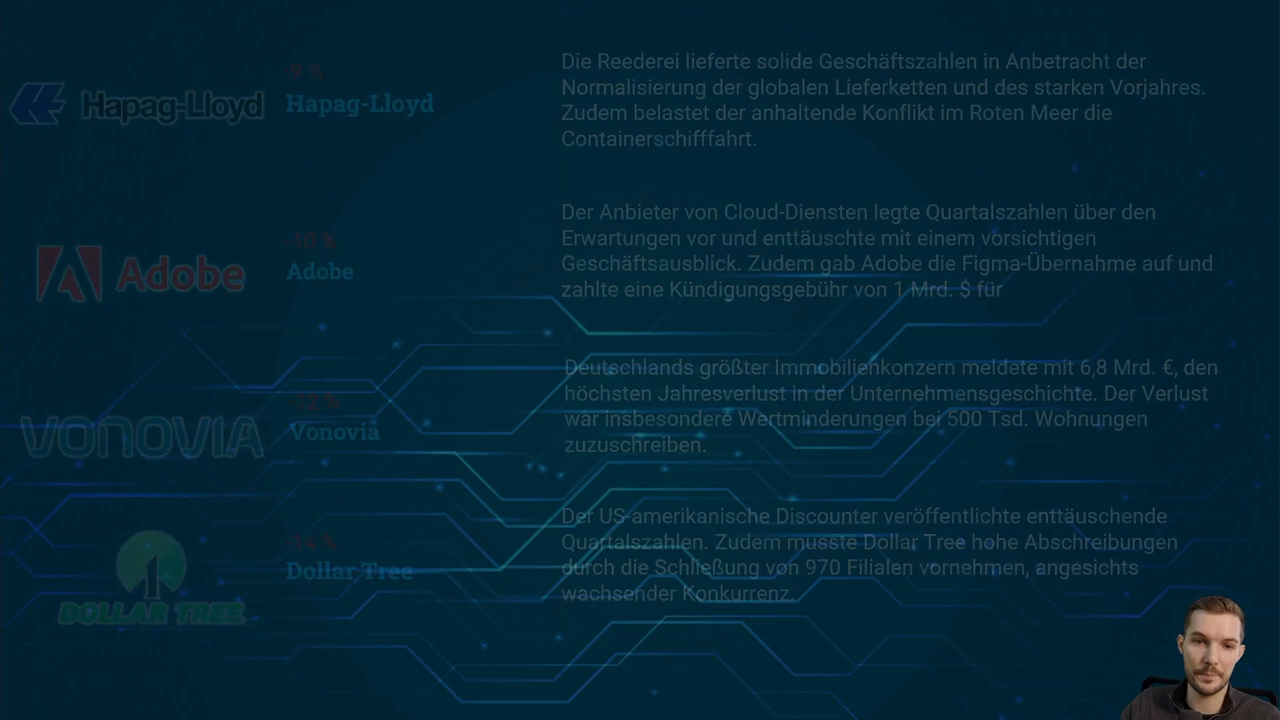 -9 %
Hapag-Lloyd
Hapag-Lloyd
Die Reederei lieferte solide Geschäftszahlen in Anbetracht der
Normalisierung der globalen Lieferketten und des starken Vorjahres.
Zudem belastet der anhaltende Konflikt im Roten Meer die
Containerschifffahrt.
-10 %
Adobe
Adobe
Der Anbieter von Cloud-Diensten legte Quartalszahlen über den
Erwartungen vor und enttäuschte mit einem vorsichtigen
Geschäftsausblick. Zudem gab Adobe die Figma-Übernahme auf und
zahlte eine Kündigungsgebühr von 1 Mrd. $ für
-12 %
VONOVIA
Vonovia
Deutschlands größter Immobilienkonzern meldete mit 6,8 Mrd. €, den
höchsten Jahresverlust in der Unternehmensgeschichte. Der Verlust
war insbesondere Wertminderungen bei 500 Tsd. Wohnungen
zuzuschreiben.
-14 %
Dollar Tree
DOLLAR TREE
Der US-amerikanische Discounter veröffentlichte enttäuschende
Quartalszahlen. Zudem musste Dollar Tree hohe Abschreibungen
durch die Schließung von 970 Filialen vornehmen, angesichts
wachsender Konkurrenz.